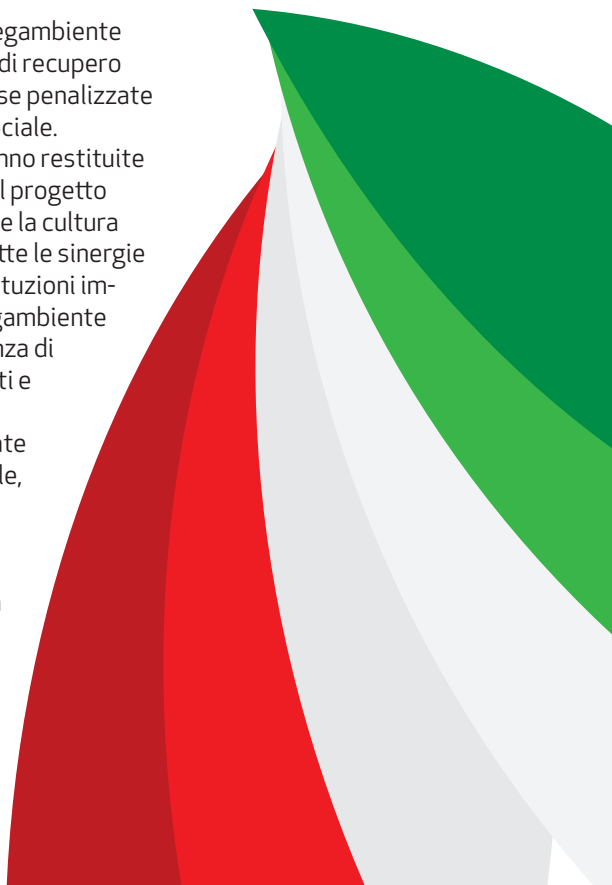 egambiente
di recupero
se penalizzate
ciale.
nno restituite
l progetto
e la cultura
tte le sinergie
tuzioni im-
gambiente
nza di
ti e
te
le,